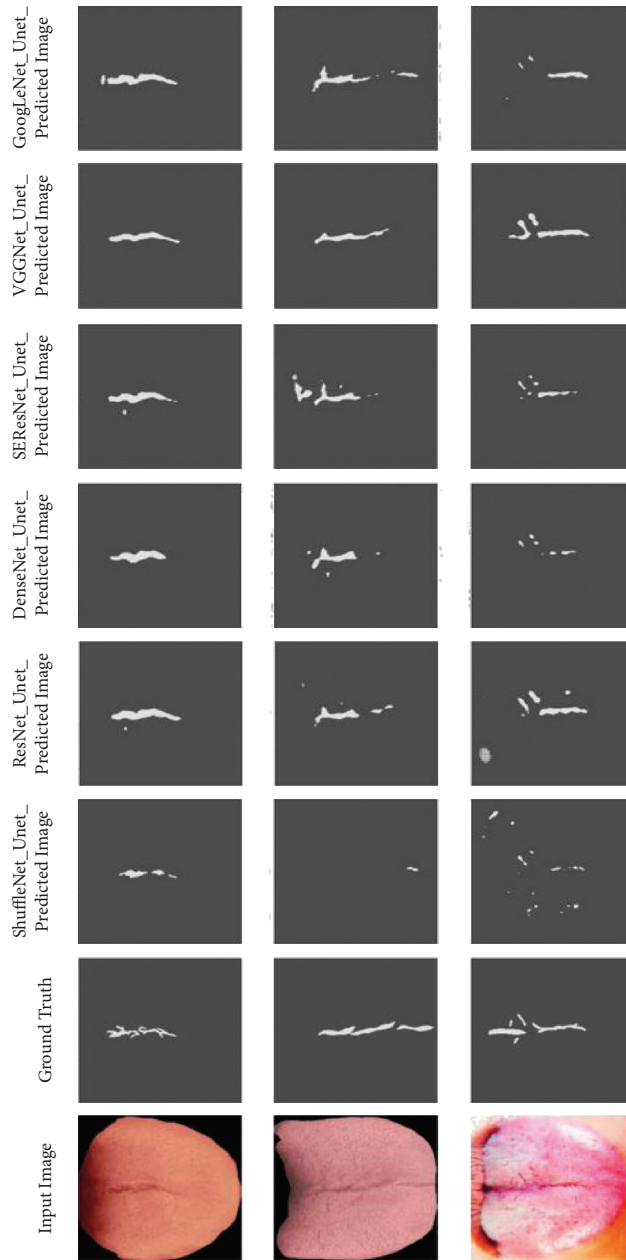 GoogLeNet_Unet_
Predicted Image
VGGNet_Unet_
Predicted Image
SEResNet_Unet_
Predicted Image
DenseNet_Unet_
Predicted Image
ResNet_Unet_
Predicted Image
ShuffleNet_Unet_
Predicted Image
Ground Truth
Input Image